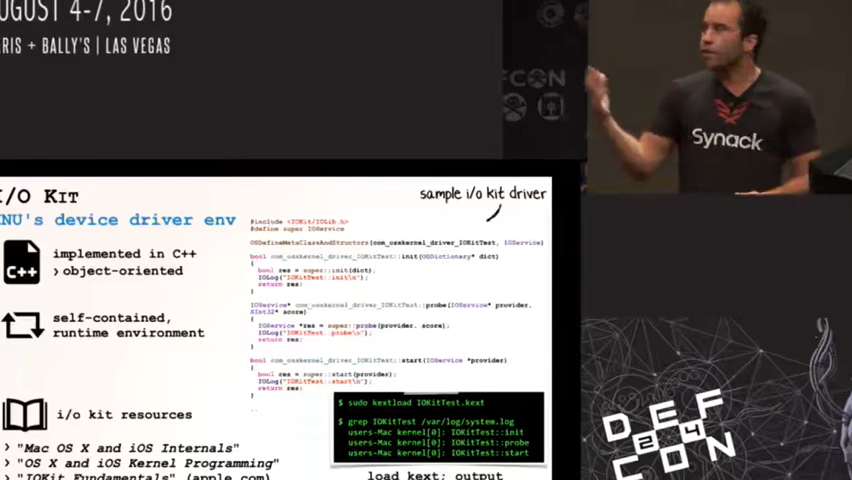 UGUST 4-7, 2016
RIS + BALLY'S | LAS VEGAS
FCON
Synack
I/O KIT
NU's device driver env
implemented in C++
› object-oriented
self-contained,
runtime environment
i/o kit resources
› "Mac OS X and iOS Internals"
› "OS X and iOS Kernel Programming"
› "IOKit Fundamentals" (apple.com)
C++
sample i/o kit driver
#include <IOKit/IOLib.h>
#define super IOService
OSDefineMetaClassAndStructors(com_osxkernel_driver_IOKitTest, IOService)
bool com_osxkernel_driver_IOKitTest::init(OSDictionary* dict)
{
bool res = super::init(dict);
IOLog("IOKitTest::init\n");
return res;
}
IOService* com_osxkernel_driver_IOKitTest::probe(IOService* provider,
SInt32* score)
{
IOService *res = super::probe(provider, score);
IOLog("IOKitTest::probe\n");
return res;
}
bool com_osxkernel_driver_IOKitTest::start(IOService *provider)
{
bool res = super::start(provider);
IOLog("IOKitTest::start\n");
return res;
}
..
$ sudo kextload IOKitTest.kext
$ grep IOKitTest /var/log/system.log
users-Mac kernel[0]: IOKitTest::init
users-Mac kernel[0]: IOKitTest::probe
users-Mac kernel[0]: IOKitTest::start
load kext; output
DEF
24
CON